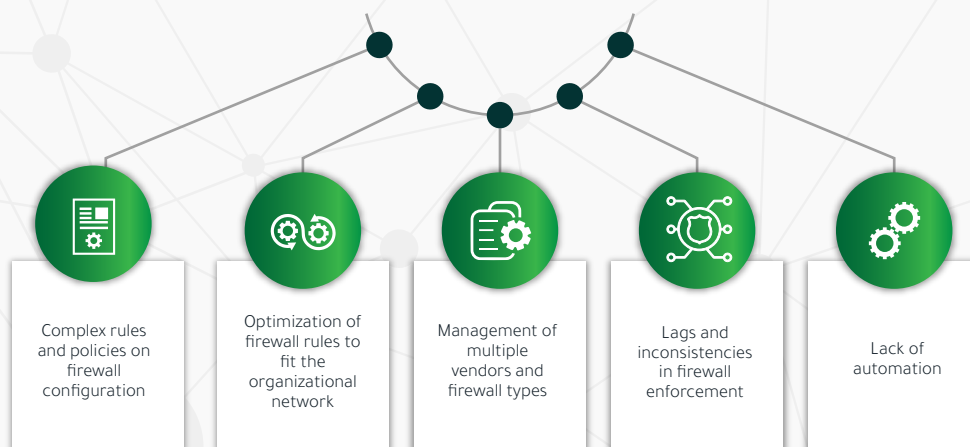 Complex rules
and policies on
firewall
configuration
Optimization of
firewall rules to
fit the
organizational
network
Management of
multiple
vendors and
firewall types
Lags and
inconsistencies
in firewall
enforcement
Lack of
automation